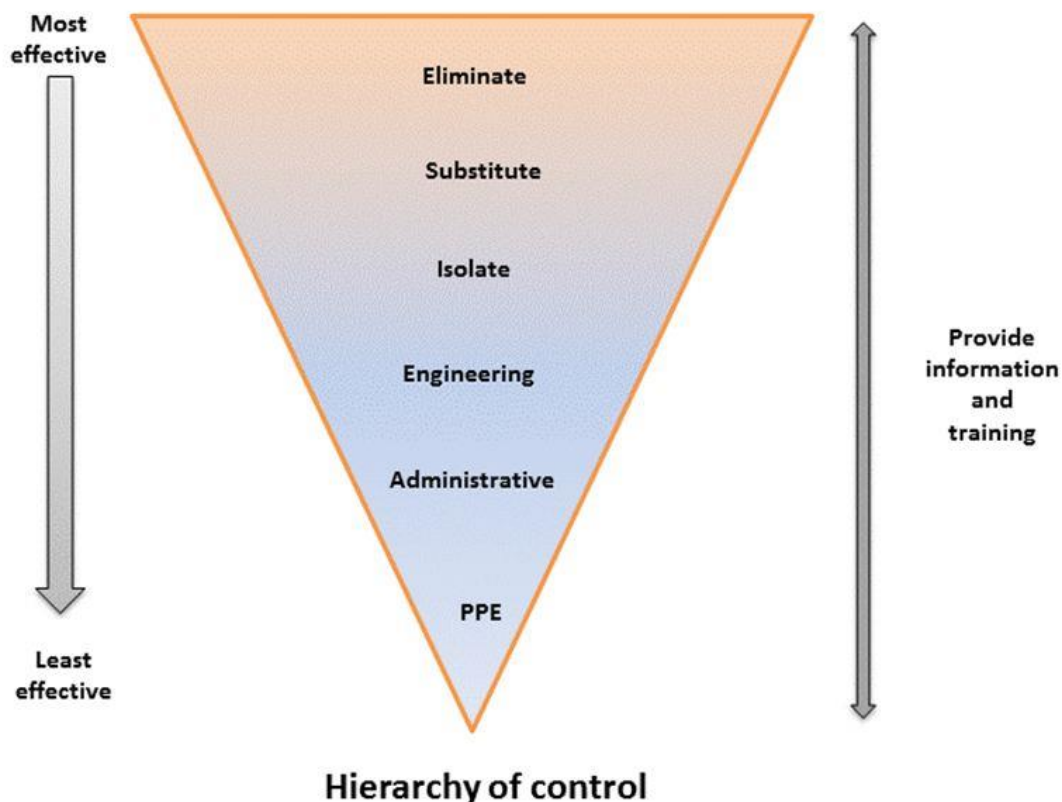 Most
effective
Eliminate
Substitute
Isolate
Engineering
Administrative
PPE
Least
effective
Provide
information
and
training
Hierarchy of control